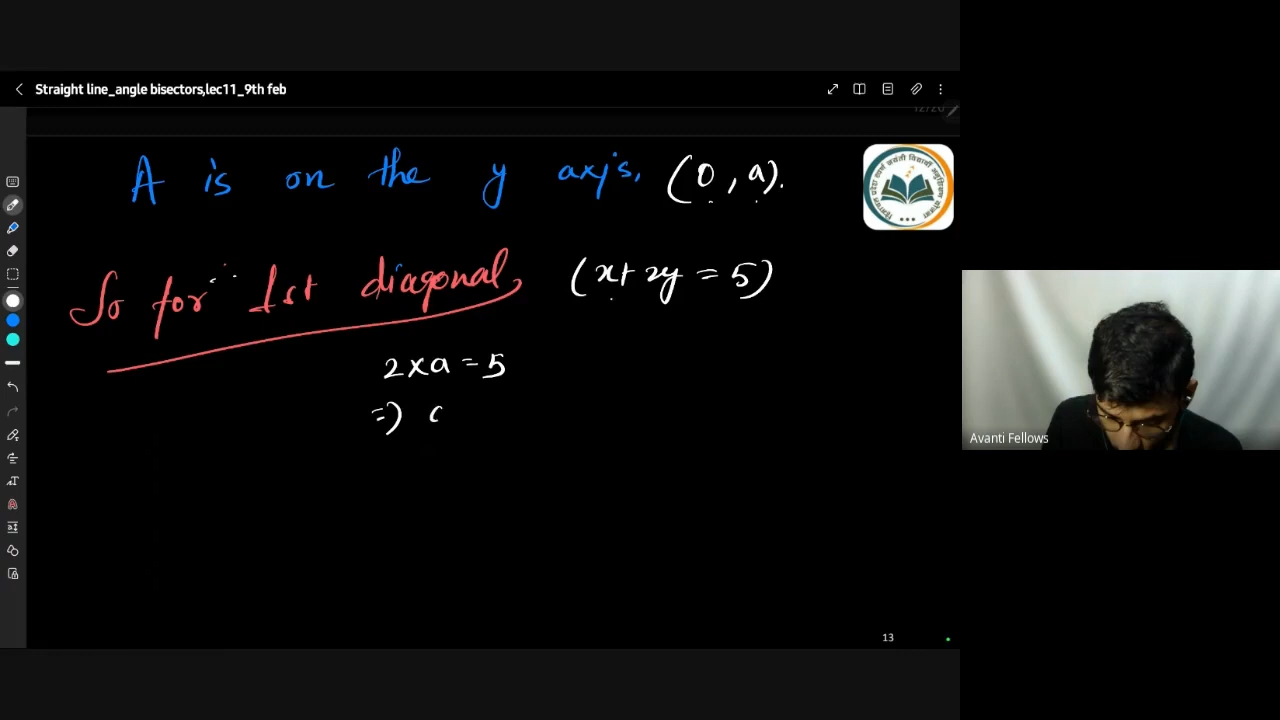 Straight line_angle bisectors,lec11_9th feb
A is on the y axis. (0, a).
So for 1st diagonal, (x + 2y = 5)
2 x a = 5
=)
13
Avanti Fellows